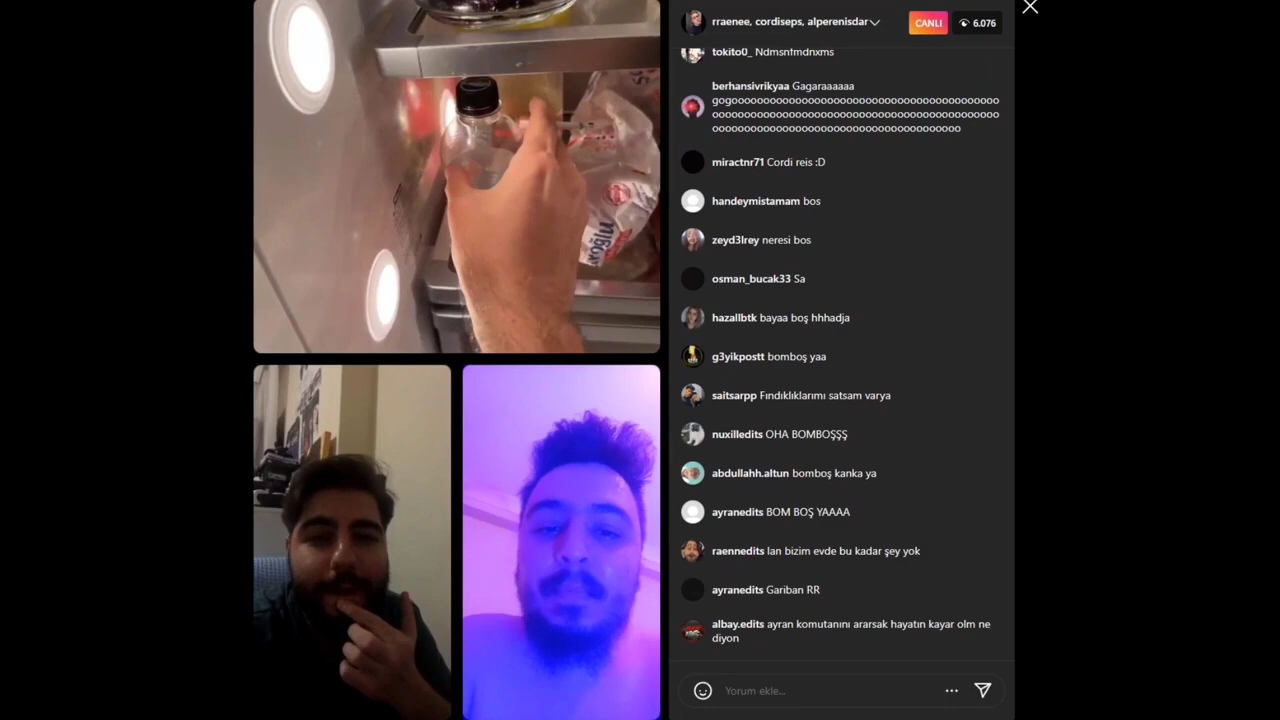 rraenee, cordiseps, alperenisdar
CANLI
6.076
tokito0_ Ndmsnfmdnxms
berhansivrikyaa Gagaraaaaaa
gogoooooooooooooooooooooooooooooooooooooooooo
ooooooooooooooooooooooooooooooooooooooooooooo
ooooooooooooooooooooooooooooooooooooooo
miractnr71 Cordi reis :D
handeymistamam bos
zeyd3lrey neresi bos
osman_bucak33 Sa
hazallbtk bayaa boş hhhadja
g3yikpostt bomboş yaa
saitsarpp Fındıklıklarımı satsam varya
nuxilledits OHA BOMBOŞŞŞ
abdullahh.altun bomboş kanka ya
ayranedits BOM BOŞ YAAAA
raennedits lan bizim evde bu kadar şey yok
ayranedits Gariban RR
albay.edits ayran komutanını ararsak hayatın kayar olm ne
diyon
Yorum ekle...